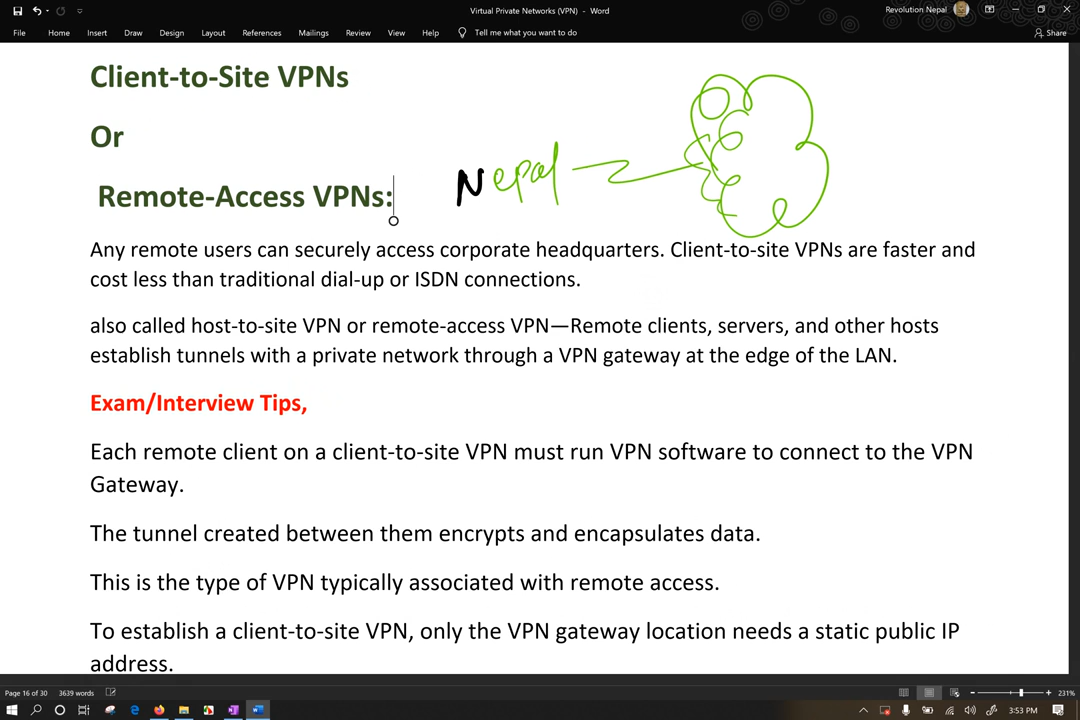 Virtual Private Networks (VPN) - Word
Revolution Nepal
File Home Insert Draw Design Layout References Mailings Review View Help Tell me what you want to do Share
Client-to-Site VPNs
Or
Remote-Access VPNs:
Nepal
Any remote users can securely access corporate headquarters. Client-to-site VPNs are faster and
cost less than traditional dial-up or ISDN connections.
also called host-to-site VPN or remote-access VPN—Remote clients, servers, and other hosts
establish tunnels with a private network through a VPN gateway at the edge of the LAN.
Exam/Interview Tips,
Each remote client on a client-to-site VPN must run VPN software to connect to the VPN
Gateway.
The tunnel created between them encrypts and encapsulates data.
This is the type of VPN typically associated with remote access.
To establish a client-to-site VPN, only the VPN gateway location needs a static public IP
address.
Page 16 of 30 3639 words 231%
3:53 PM